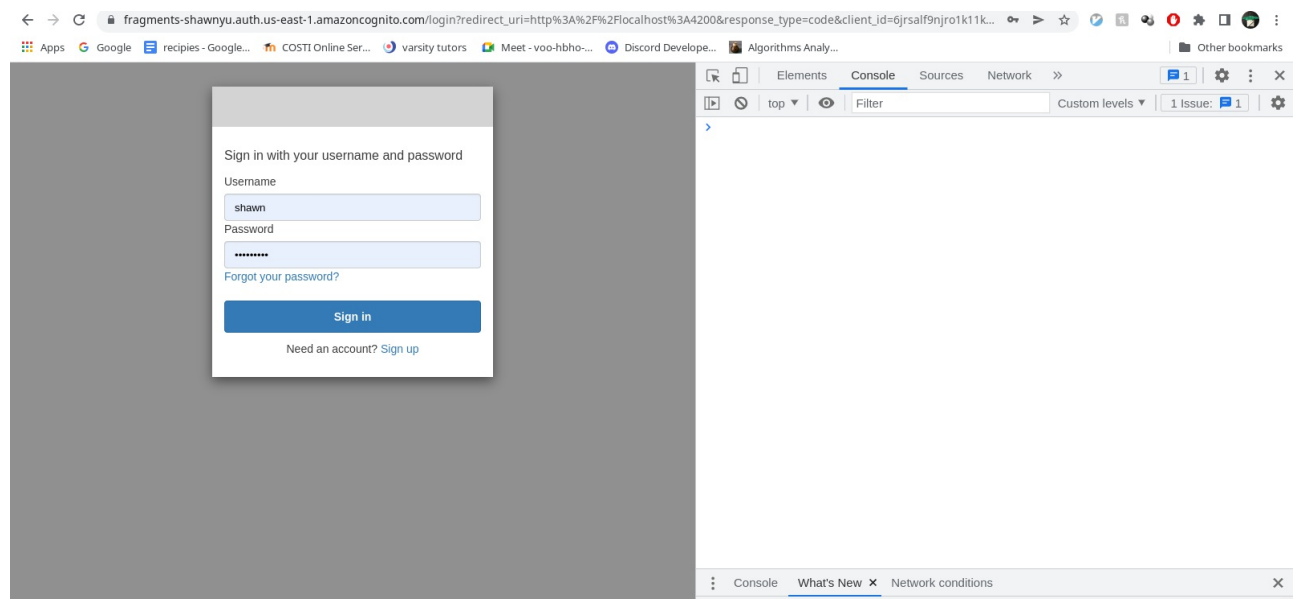 fragments-shawnyu.auth.us-east-1.amazoncognito.com/login?redirect_uri=http%3A%2F%2Flocalhost%3A4200&response_type=code&client_id=6jrsalf9njro1k11k...
Apps Google recipies - Google... COSTI Online Ser... varsity tutors Meet - voo-hbho-... Discord Develope... Algorithms Analy... Other bookmarks
Elements Console Sources Network 1
top Filter Custom levels 1 Issue: 1
Sign in with your username and password
Username
shawn
Password
Forgot your password?
Sign in
Need an account? Sign up
Console What's New Network conditions